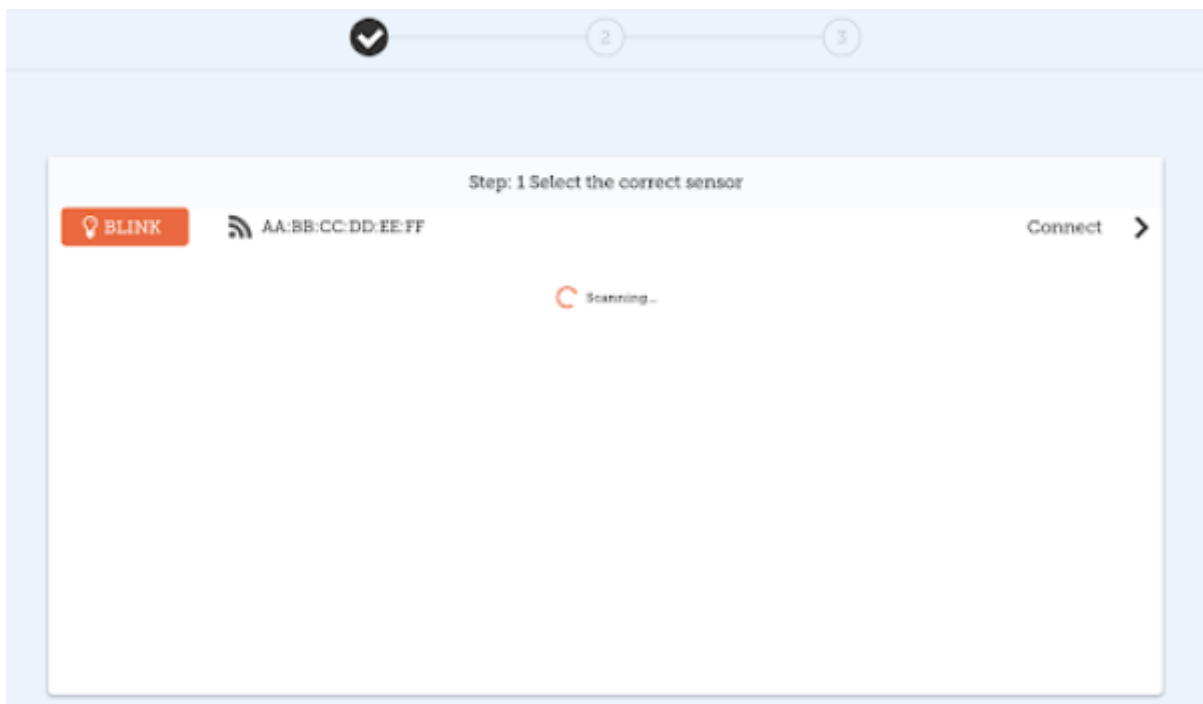 2 3
Step: 1 Select the correct sensor
BLINK AA:BB:CC:DD:EE:FF Connect
Scanning...